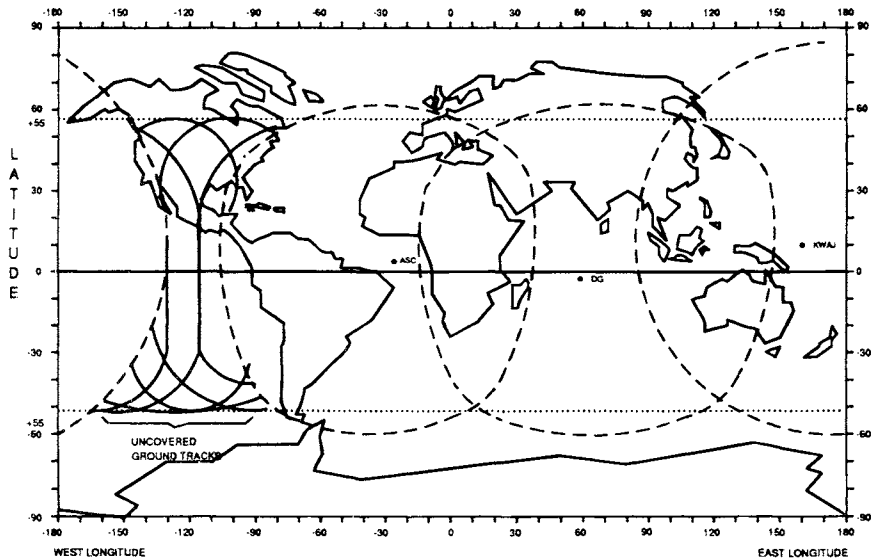 -180 -150 -120 -90 -60 -30 0 30 60 90 120 150 180
90 90
60 60
+55
30 30
0 0
-30 -30
+55
-60 -60
-90 -90
LATITUDE
ASC
DG
KWAJ
UNCOVERED
GROUND TRACKS
-180 -150 -120 -90 -60 -30 0 30 60 90 120 150 180
WEST LONGITUDE EAST LONGITUDE